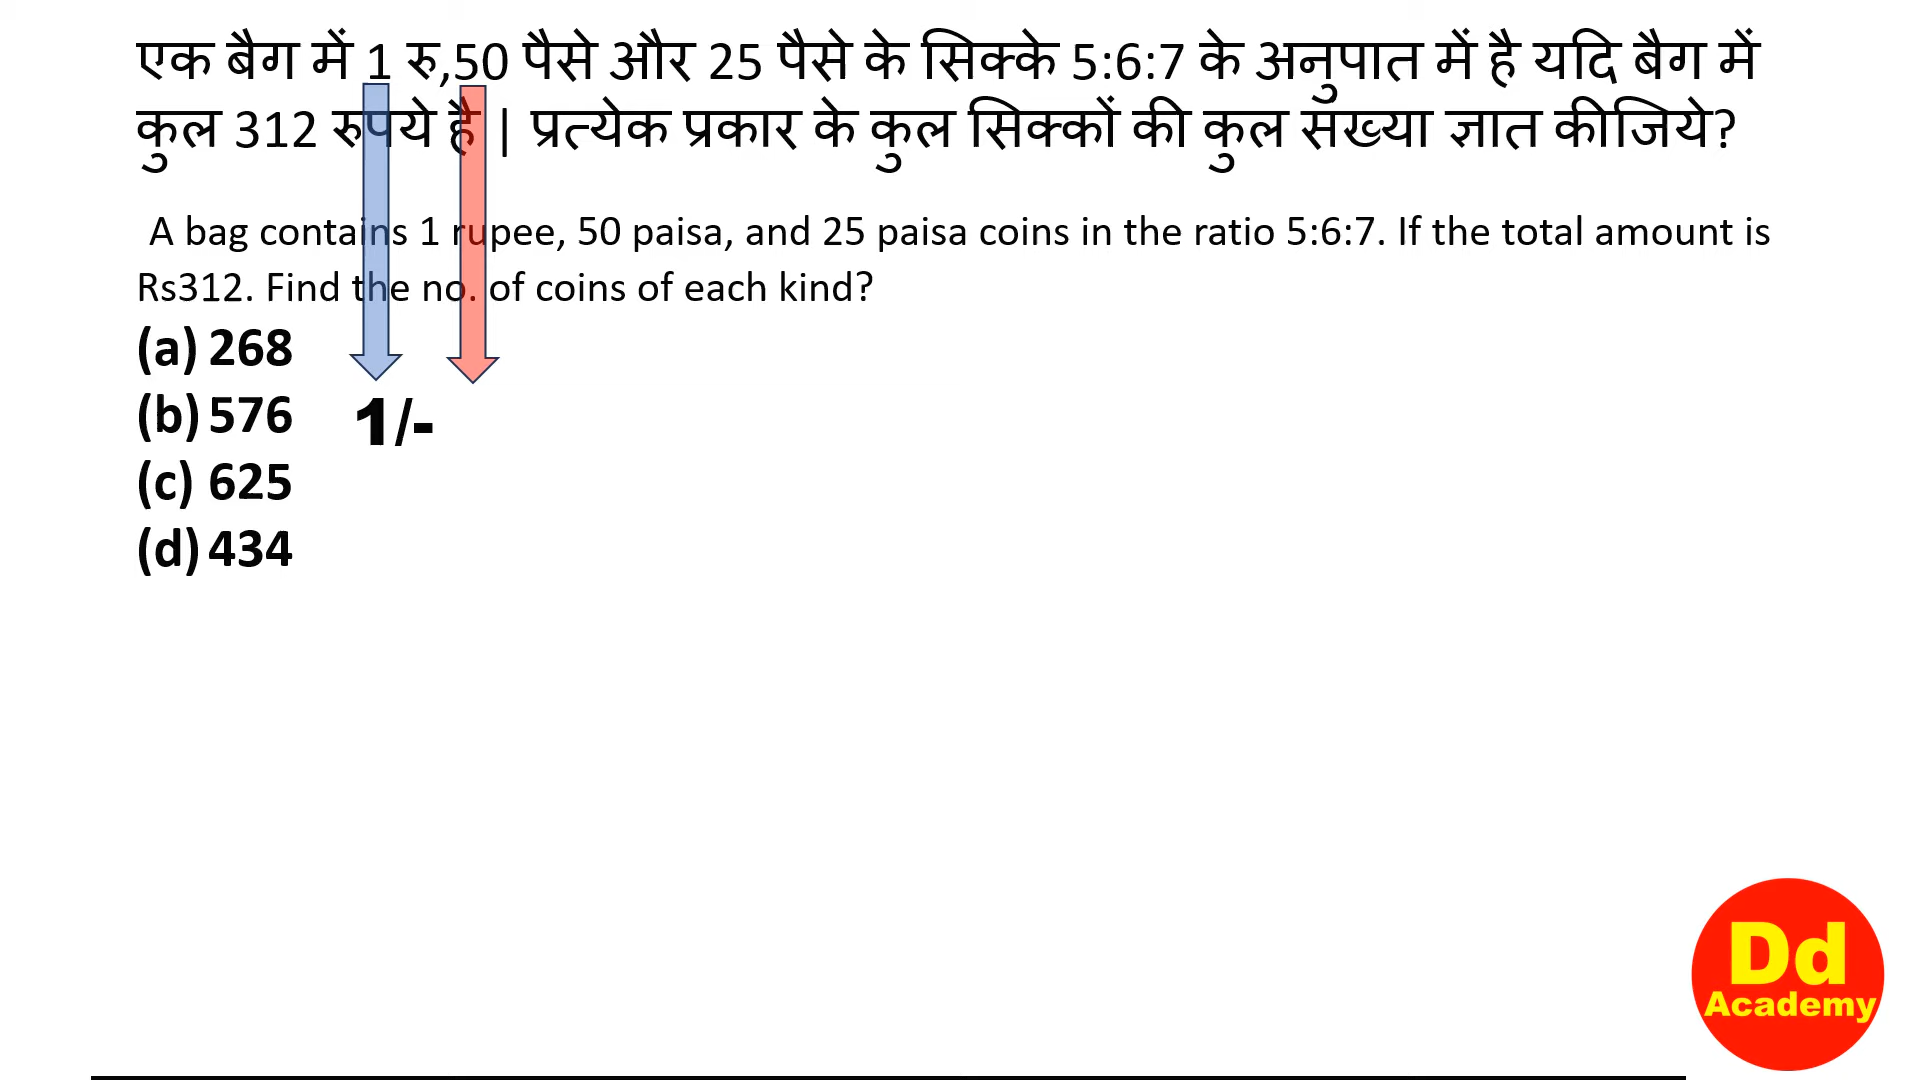 एक बैग में 1 रु,50 पैसे और 25 पैसे के सिक्के 5:6:7 के अनुपात में है यदि बैग में
कुल 312 रुपये है | प्रत्येक प्रकार के कुल सिक्कों की कुल संख्या ज्ञात कीजिये?
A bag contains 1 rupee, 50 paisa, and 25 paisa coins in the ratio 5:6:7. If the total amount is
Rs312. Find the no. of coins of each kind?
(a) 268
(b) 576
1/-
(c) 625
(d) 434
Dd
Academy